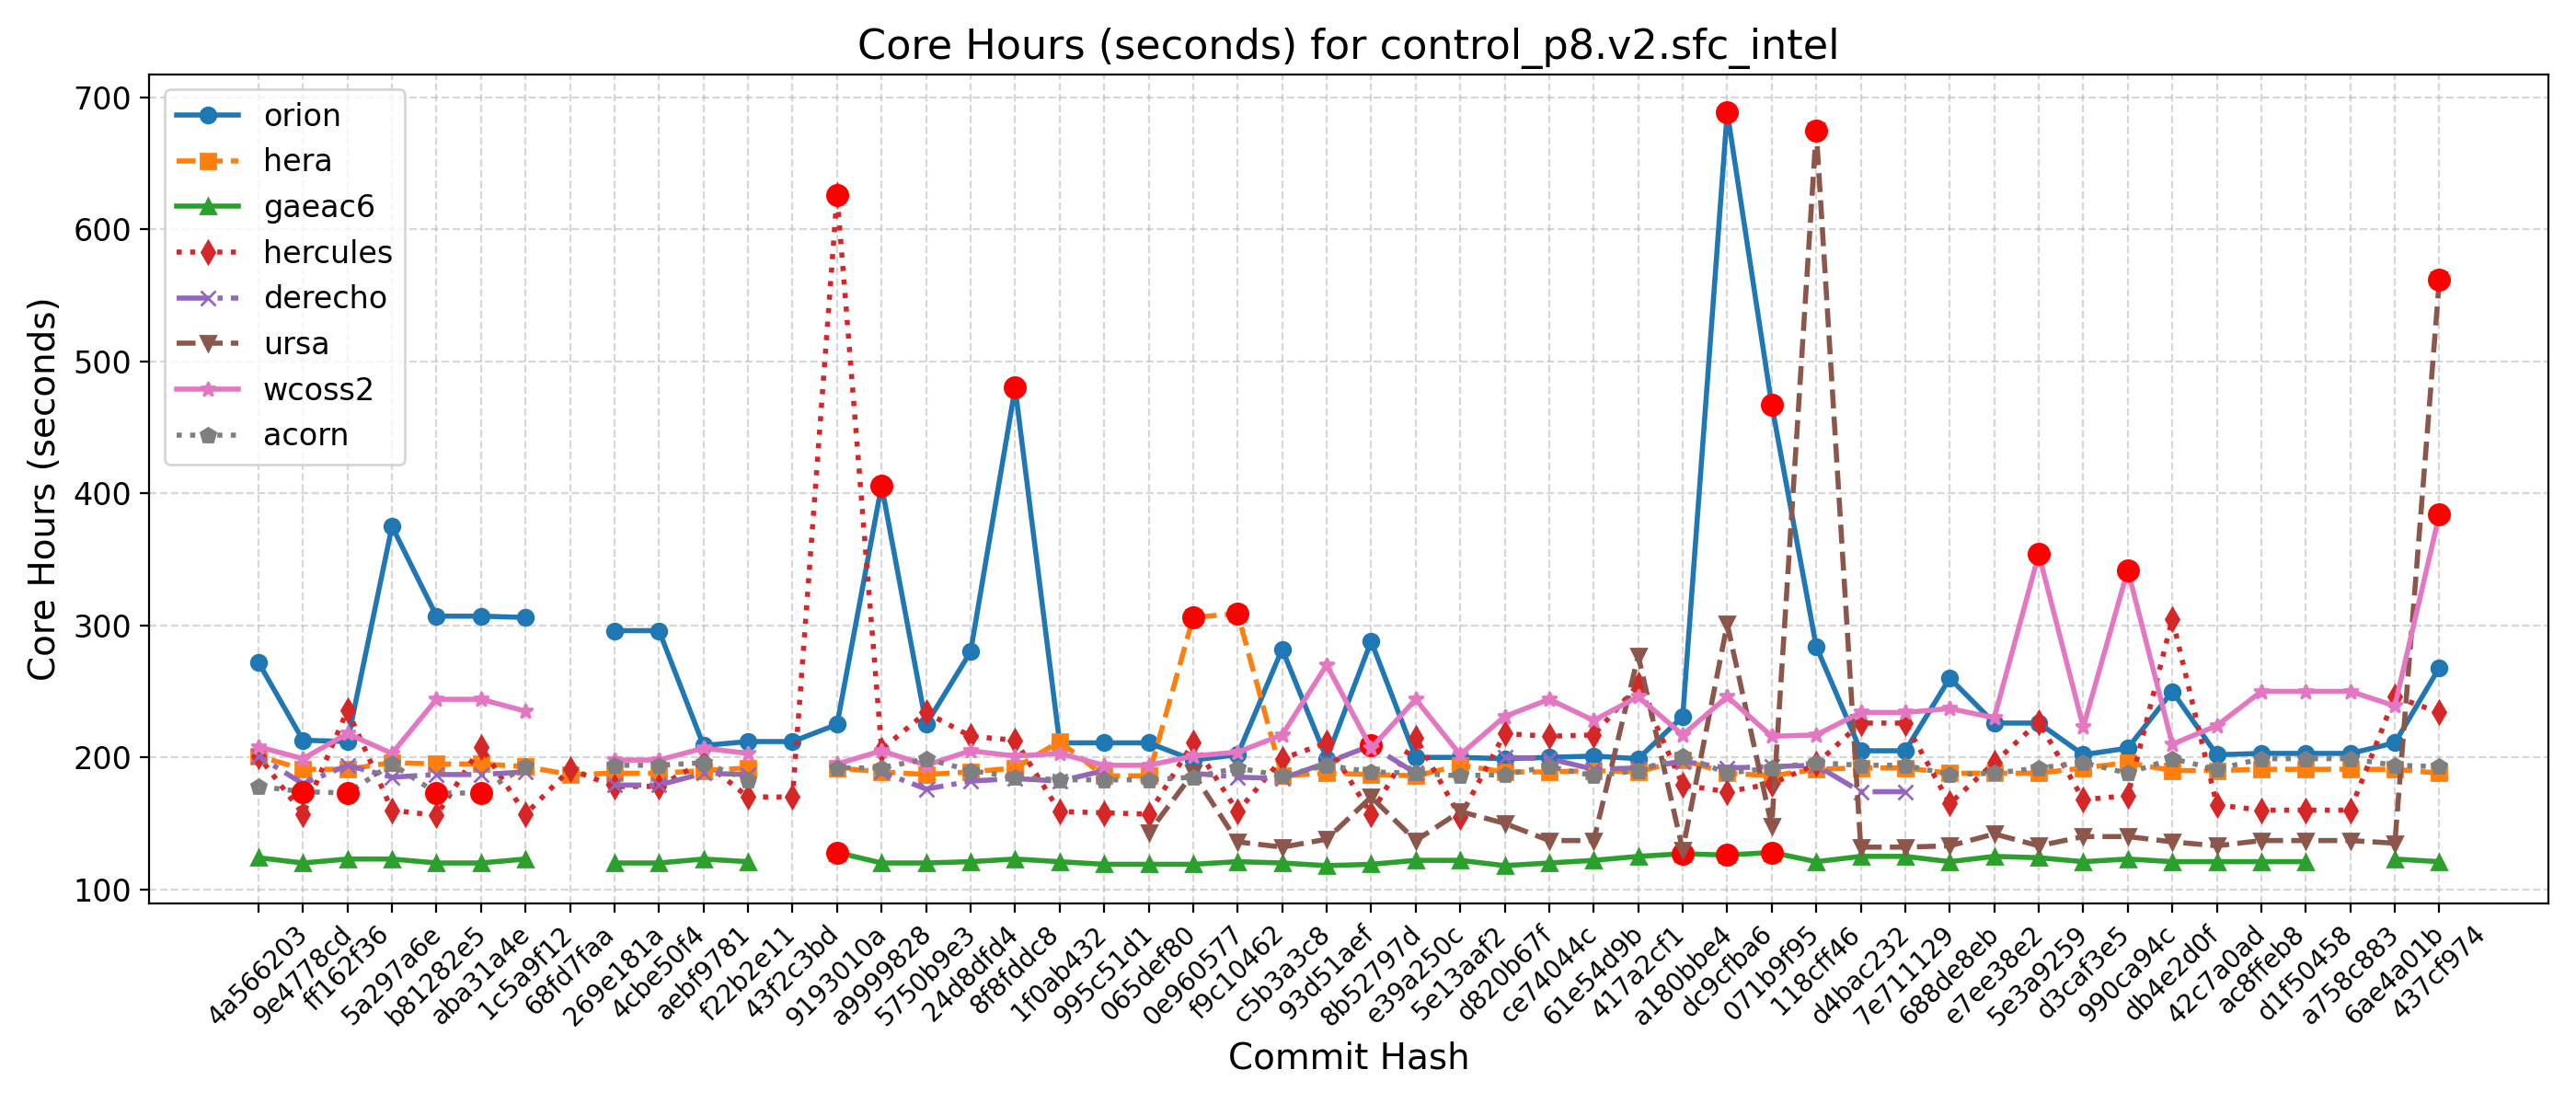 Core Hours (seconds) for control_p8.v2.sfc_intel
Core Hours (seconds)
700
600
500
400
300
200
100
orion
hera
gaeac6
hercules
derecho
ursa
wcoss2
acorn
4a566203
9e4778cd
ff162f36
5a297a6e
b81282e5
aba31a4e
1c5a9f12
68fd7faa
269e181a
4cbe50f4
aebf9781
f22b2e11
43f2c3bd
9193010a
a9999828
5750b9e3
24d8dfd4
8f8fddc8
1f0ab432
995c51d1
065def80
0e960577
f9c10462
c5b3a3c8
93d51aef
8b52797d
e39a250c
5e13aaf2
d820b67f
ce74044c
61e54d9b
417a2cf1
a180bbe4
dc9cfba6
071b9f95
118cff46
d4bac232
7e711129
688de8eb
e7ee38e2
5e3a9259
d3caf3e5
990ca94c
db4e2d0f
42c7a0ad
ac8ffeb8
d1f50458
a758c883
6ae4a01b
437cf974
Commit Hash